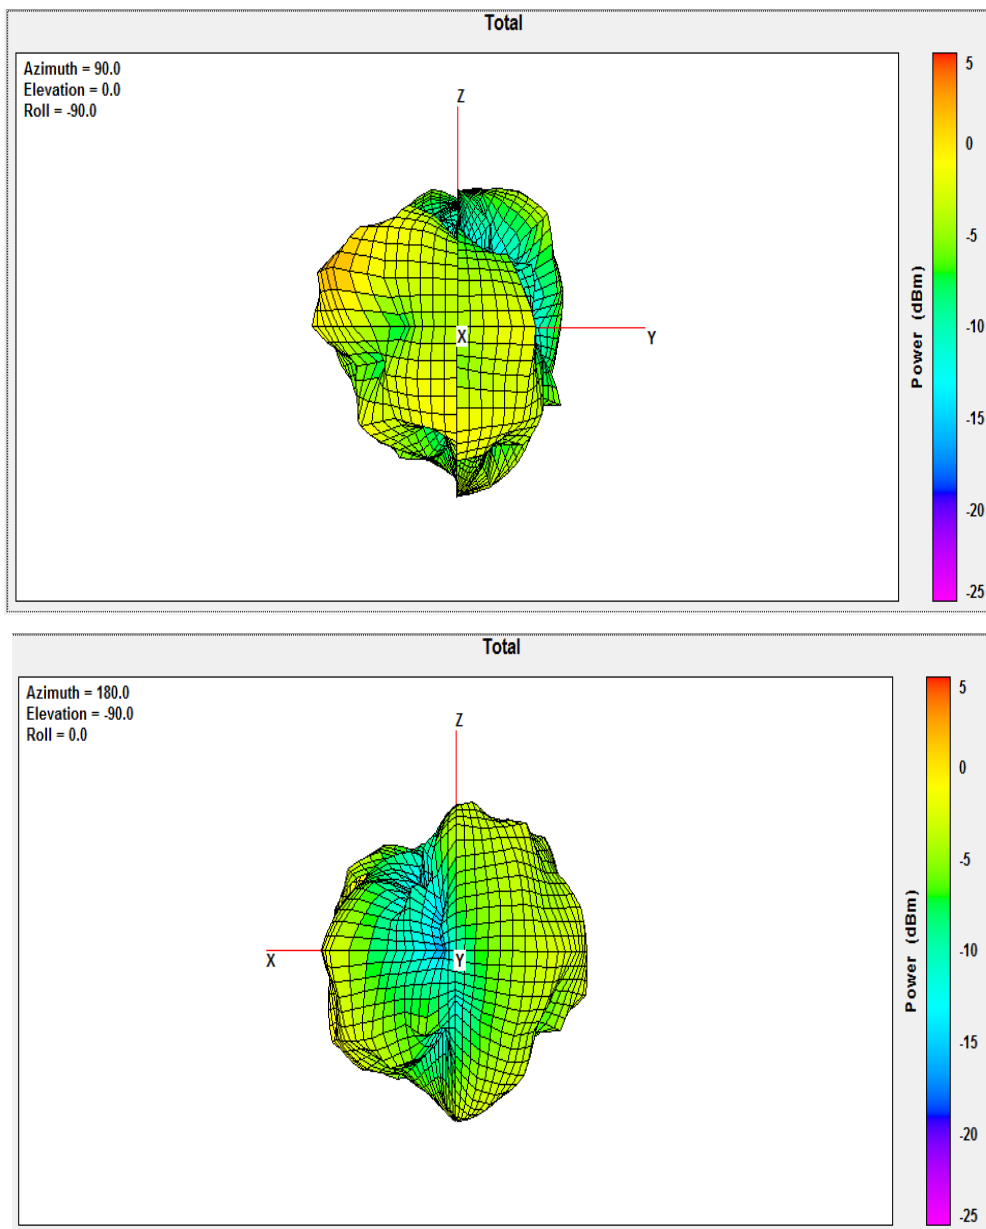 Total
Azimuth = 90.0
Elevation = 0.0
Roll = -90.0
Z
X
Y
5
0
-5
-10
-15
-20
-25
Power (dBm)
Total
Azimuth = 180.0
Elevation = -90.0
Roll = 0.0
Z
X
Y
5
0
-5
-10
-15
-20
-25
Power (dBm)